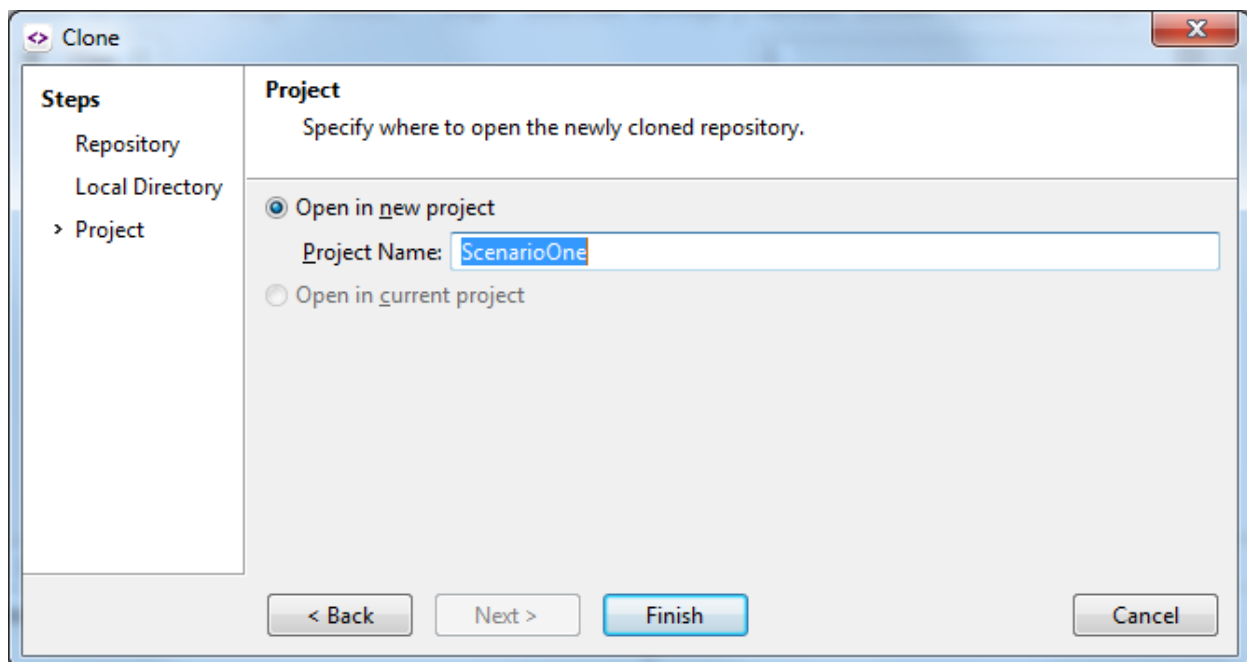 Clone
Steps
Repository
Local Directory
Project
Project
Specify where to open the newly cloned repository.
Open in new project
Project Name: ScenarioOne
Open in current project
< Back Next > Finish Cancel